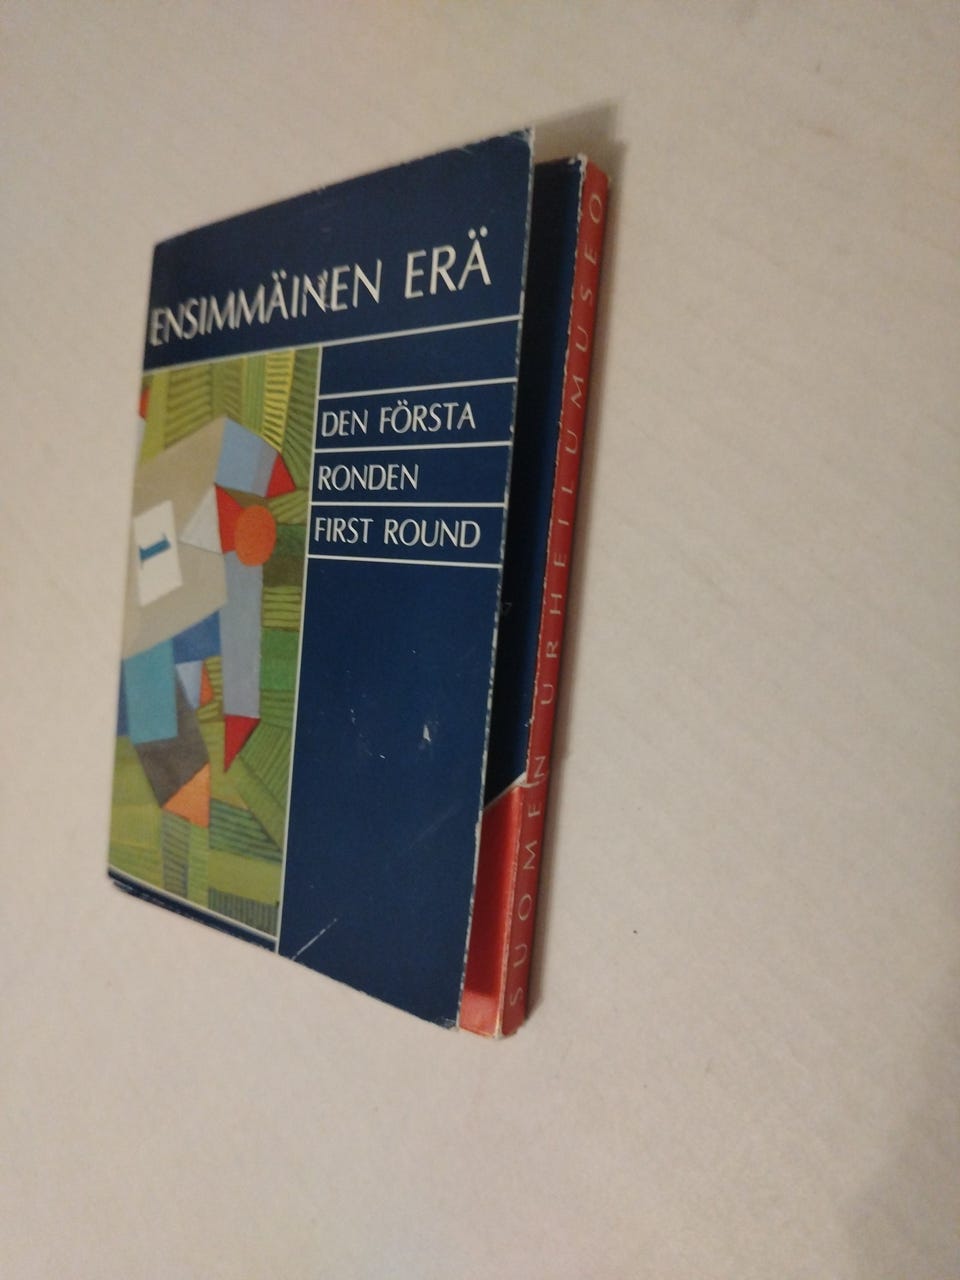 ENSIMMÄINEN ERÄ
DEN FÖRSTA
RONDEN
FIRST ROUND
1
SUOMEN URHEILUMUSEO